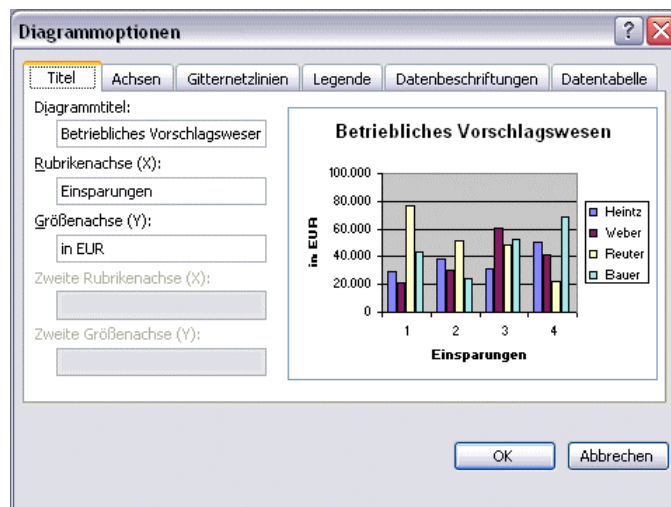 Diagrammoptionen
Titel
Achsen
Gitternetzlinien
Legende
Datenbeschriftungen
Datentabelle
Diagrammtitel:
Betriebliches Vorschlagsweser
Rubrikenachse (X):
Einsparungen
Größenachse (Y):
in EUR
Zweite Rubrikenachse (X):
Zweite Größenachse (Y):
Betriebliches Vorschlagswesen
100.000
80.000
60.000
40.000
20.000
0
in EUR
1 2 3 4
Einsparungen
Heintz
Weber
Reuter
Bauer
OK
Abbrechen